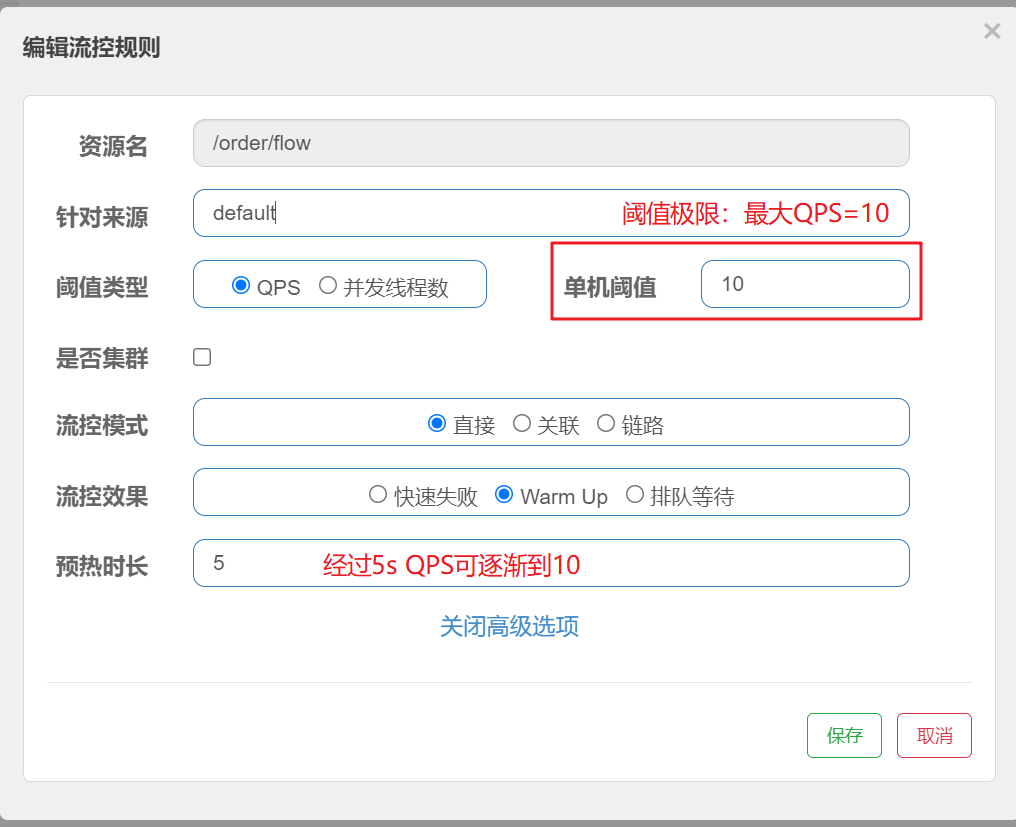 编辑流控规则 ×
资源名 /order/flow
针对来源 default 阈值极限：最大QPS=10
阈值类型 QPS 并发线程数 单机阈值 10
是否集群
流控模式 直接 关联 链路
流控效果 快速失败 Warm Up 排队等待
预热时长 5 经过5s QPS可逐渐到10
关闭高级选项
保存 取消